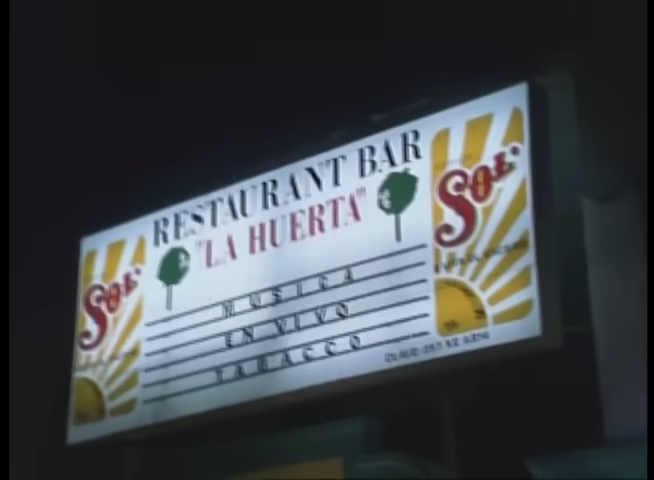 RESTAURANT BAR
"LA HUERTA"
SOL
SOL
MUSICA
EN VIVO
TABACCO